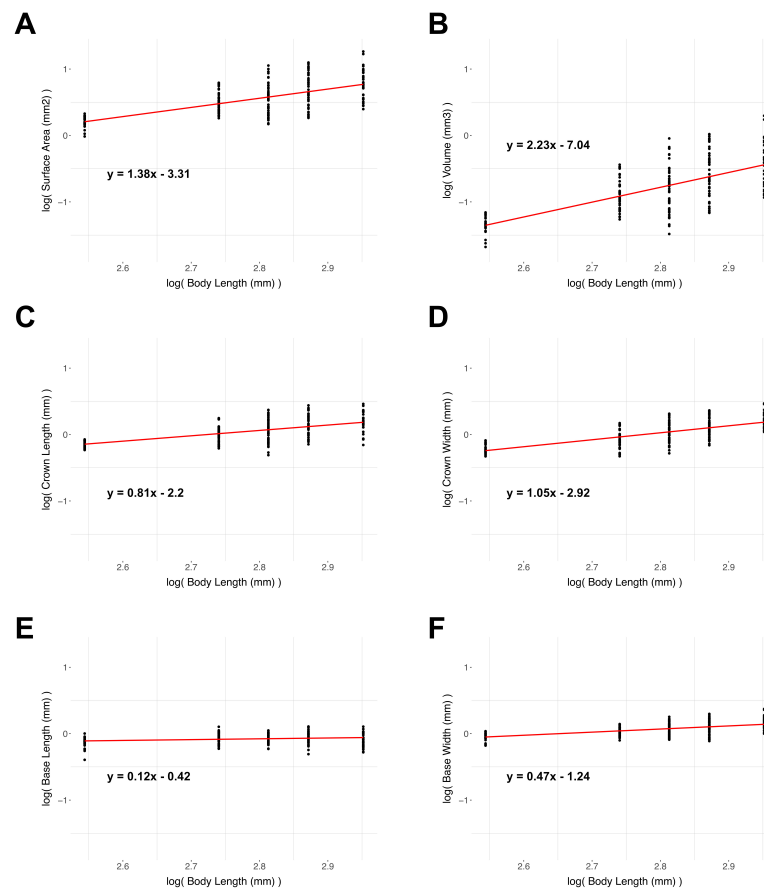 A
B
log( Surface Area (mm2) )
1
0
−1
y = 1.38x - 3.31
2.6 2.7 2.8 2.9
log( Body Length (mm) )
log( Volume (mm3) )
1
0
−1
y = 2.23x - 7.04
2.6 2.7 2.8 2.9
log( Body Length (mm) )
C
D
log( Crown Length (mm) )
1
0
−1
y = 0.81x - 2.2
2.6 2.7 2.8 2.9
log( Body Length (mm) )
log( Crown Width (mm) )
1
0
−1
y = 1.05x - 2.92
2.6 2.7 2.8 2.9
log( Body Length (mm) )
E
F
log( Base Length (mm) )
1
0
−1
y = 0.12x - 0.42
2.6 2.7 2.8 2.9
log( Body Length (mm) )
log( Base Width (mm) )
1
0
−1
y = 0.47x - 1.24
2.6 2.7 2.8 2.9
log( Body Length (mm) )